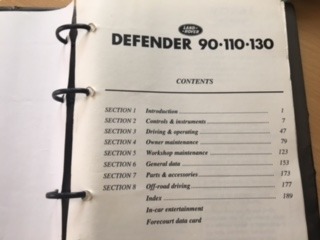 LAND ROVER
DEFENDER 90·110·130
CONTENTS
SECTION 1 Introduction 1
SECTION 2 Controls & instruments 7
SECTION 3 Driving & operating 47
SECTION 4 Owner maintenance 79
SECTION 5 Workshop maintenance 123
SECTION 6 General data 153
SECTION 7 Parts & accessories 173
SECTION 8 Off-road driving 177
Index 189
In-car entertainment
Forecourt data card